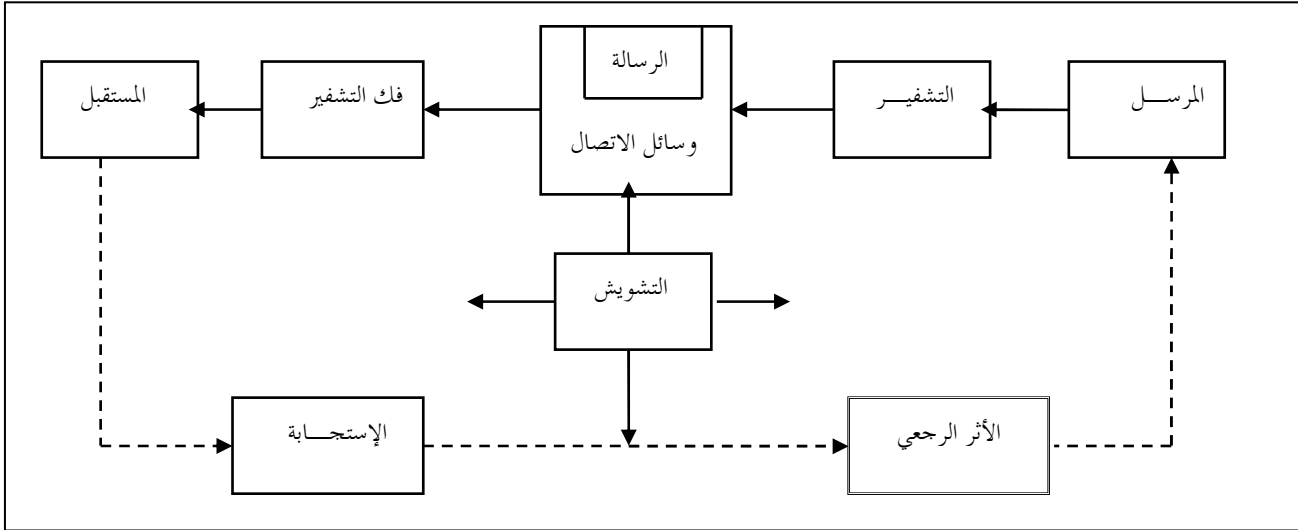 المرســـل
التشفيـــر
الرسالة
وسائل الاتصال
فك التشفير
المستقبل
التشويش
الإستجـــابة
الأثر الرجعي